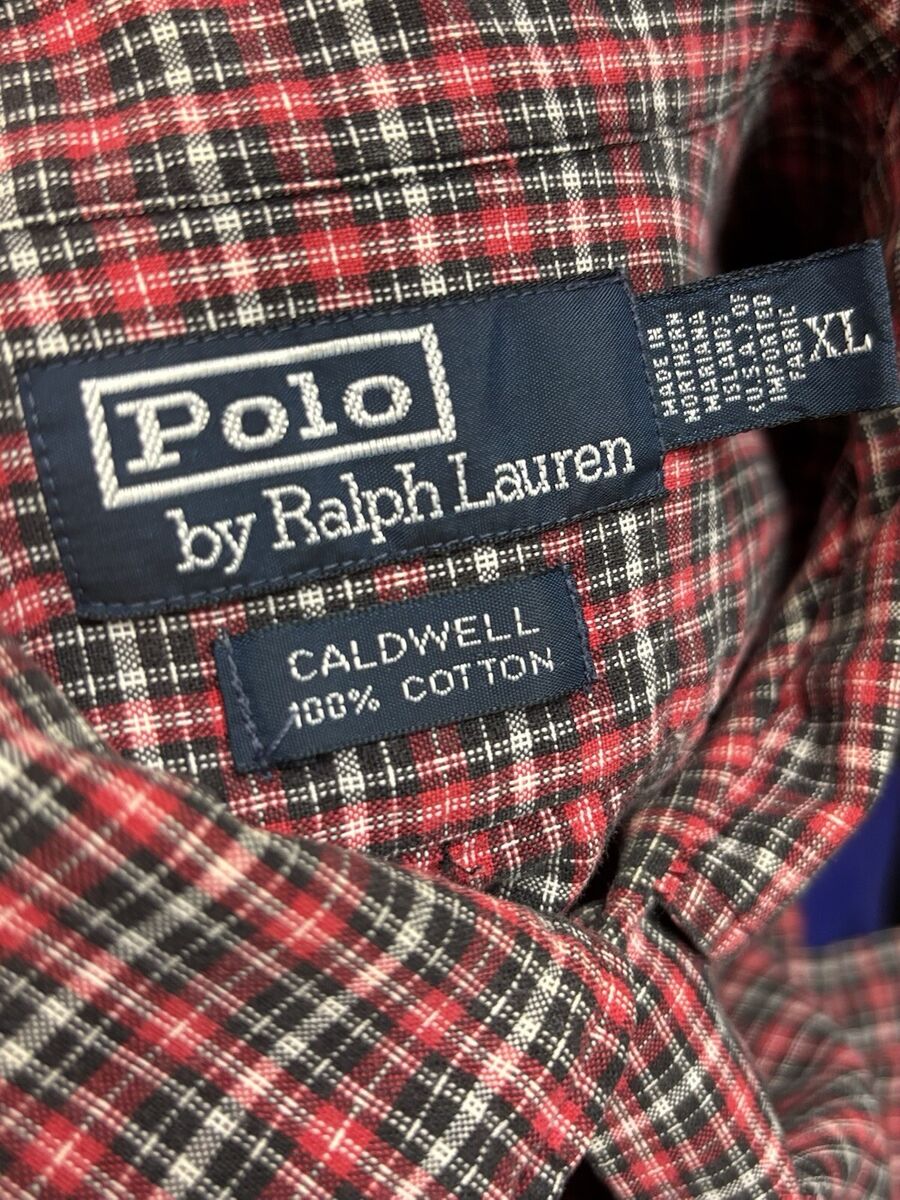 Polo
by Ralph Lauren
MADE IN
NORTHERN
MARIANA
ISLANDS
(U.S.A.) OF
IMPORTED
FABRIC
XL
CALDWELL
100% COTTON